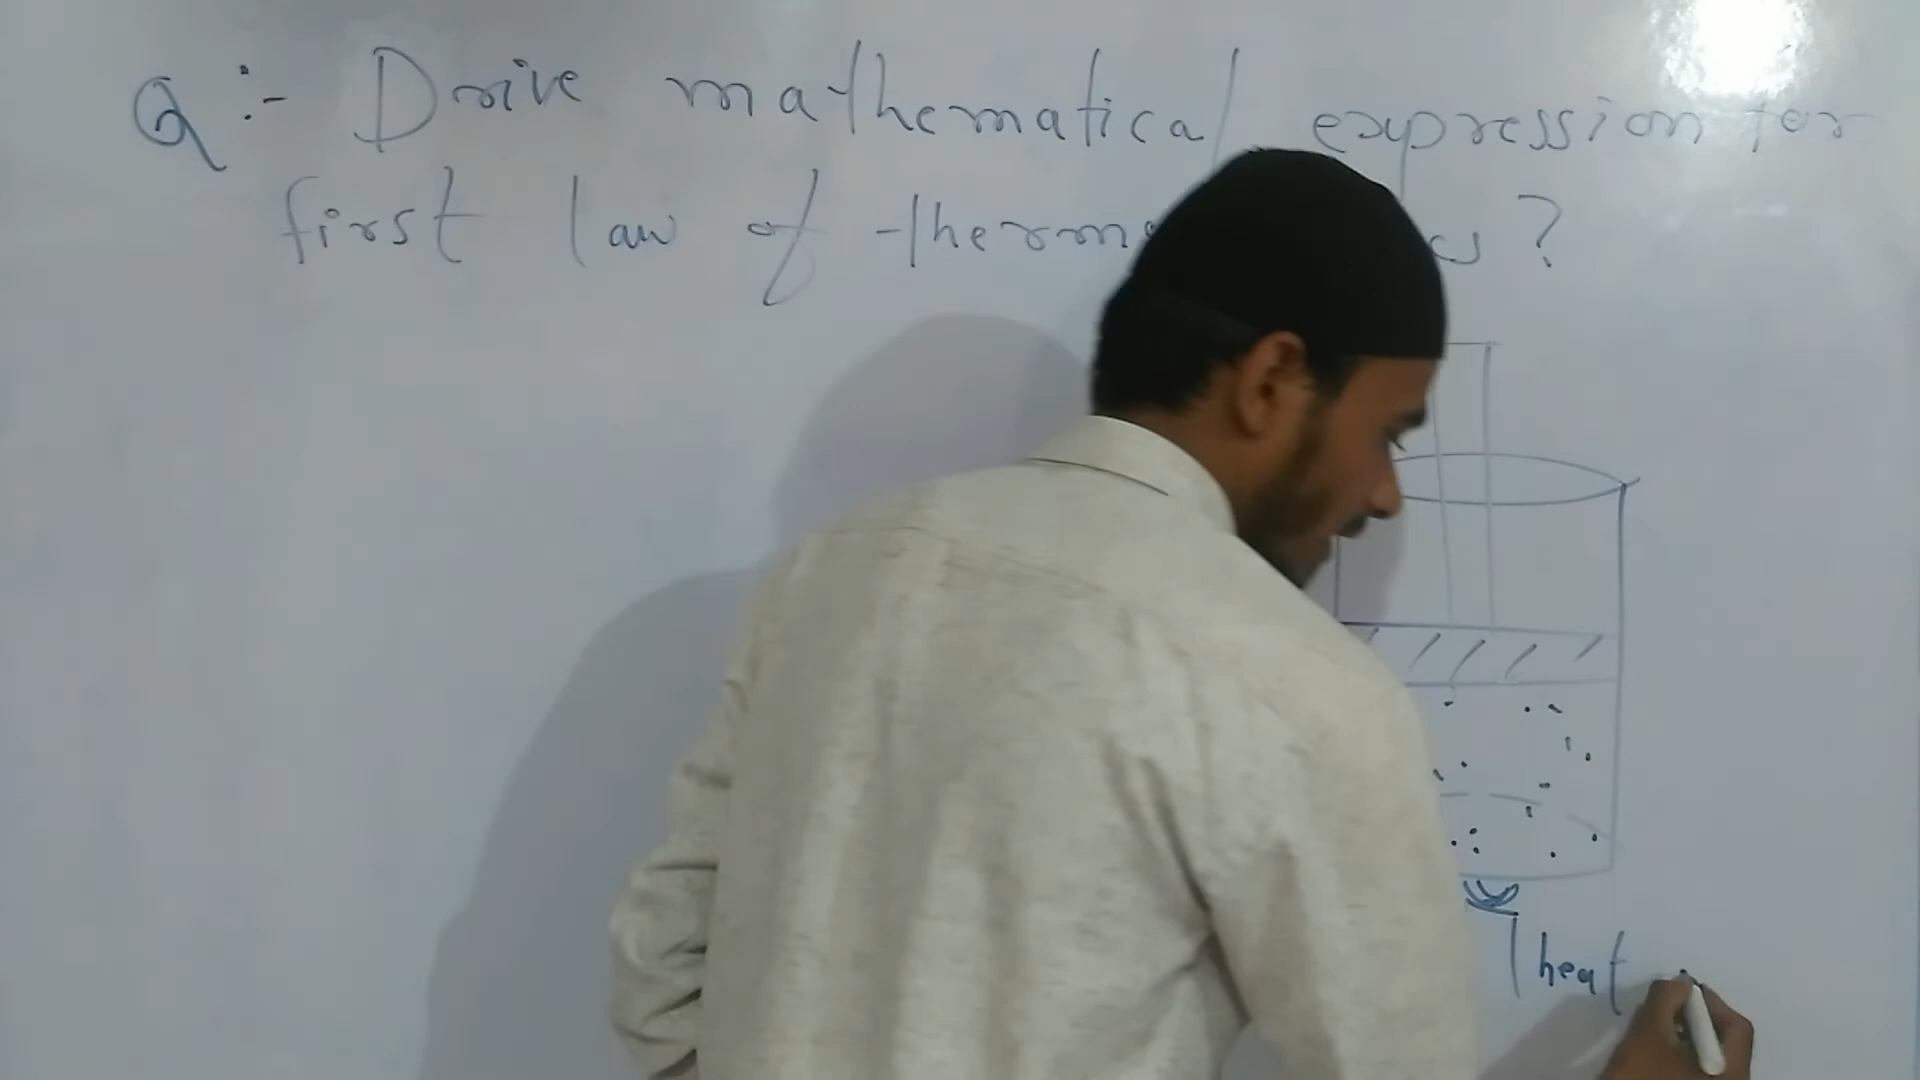 Q:- Drive mathematical expression for
first law of
?
heat